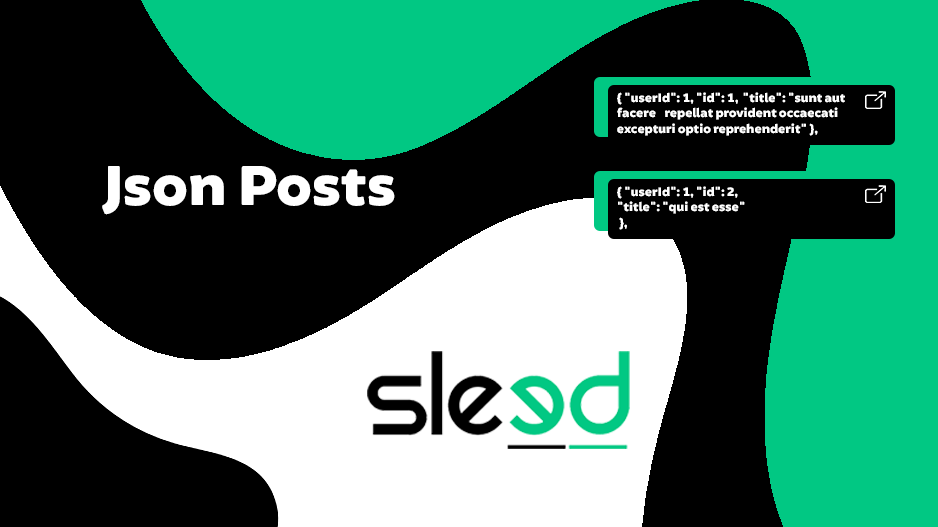 Json Posts
{ "userId": 1, "id": 1,  "title": "sunt aut
facere   repellat provident occaecati
excepturi optio reprehenderit" },
{ "userId": 1, "id": 2,
"title": "qui est esse"
},
sleed